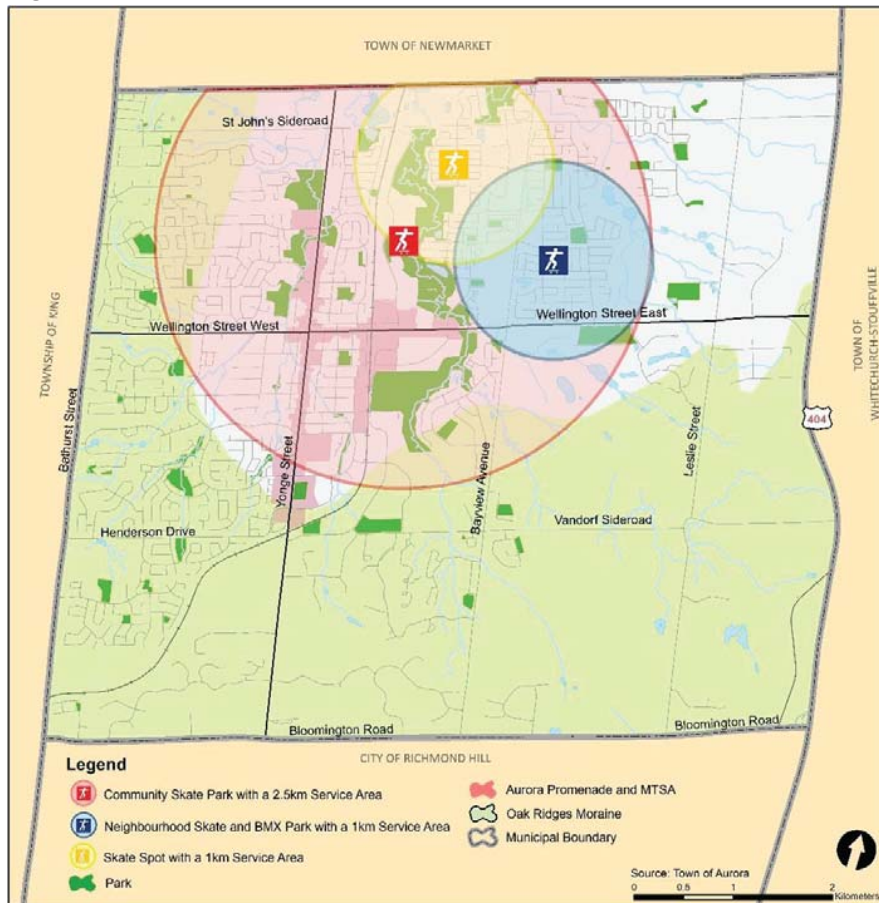 TOWN OF NEWMARKET
St John's Sideroad
TOWNSHIP OF KING
Wellington Street West
Wellington Street East
TOWN OF
WHITECHURCH-STOUFFVILLE
Bathurst Street
Yonge Street
Bayview Avenue
Leslie Street
404
Henderson Drive
Vandorf Sideroad
Bloomington Road
Bloomington Road
CITY OF RICHMOND HILL
Legend
Community Skate Park with a 2.5km Service Area
Neighbourhood Skate and BMX Park with a 1km Service Area
Skate Spot with a 1km Service Area
Park
Aurora Promenade and MTSA
Oak Ridges Moraine
Municipal Boundary
Source: Town of Aurora
0 0.5 1 2
Kilometers